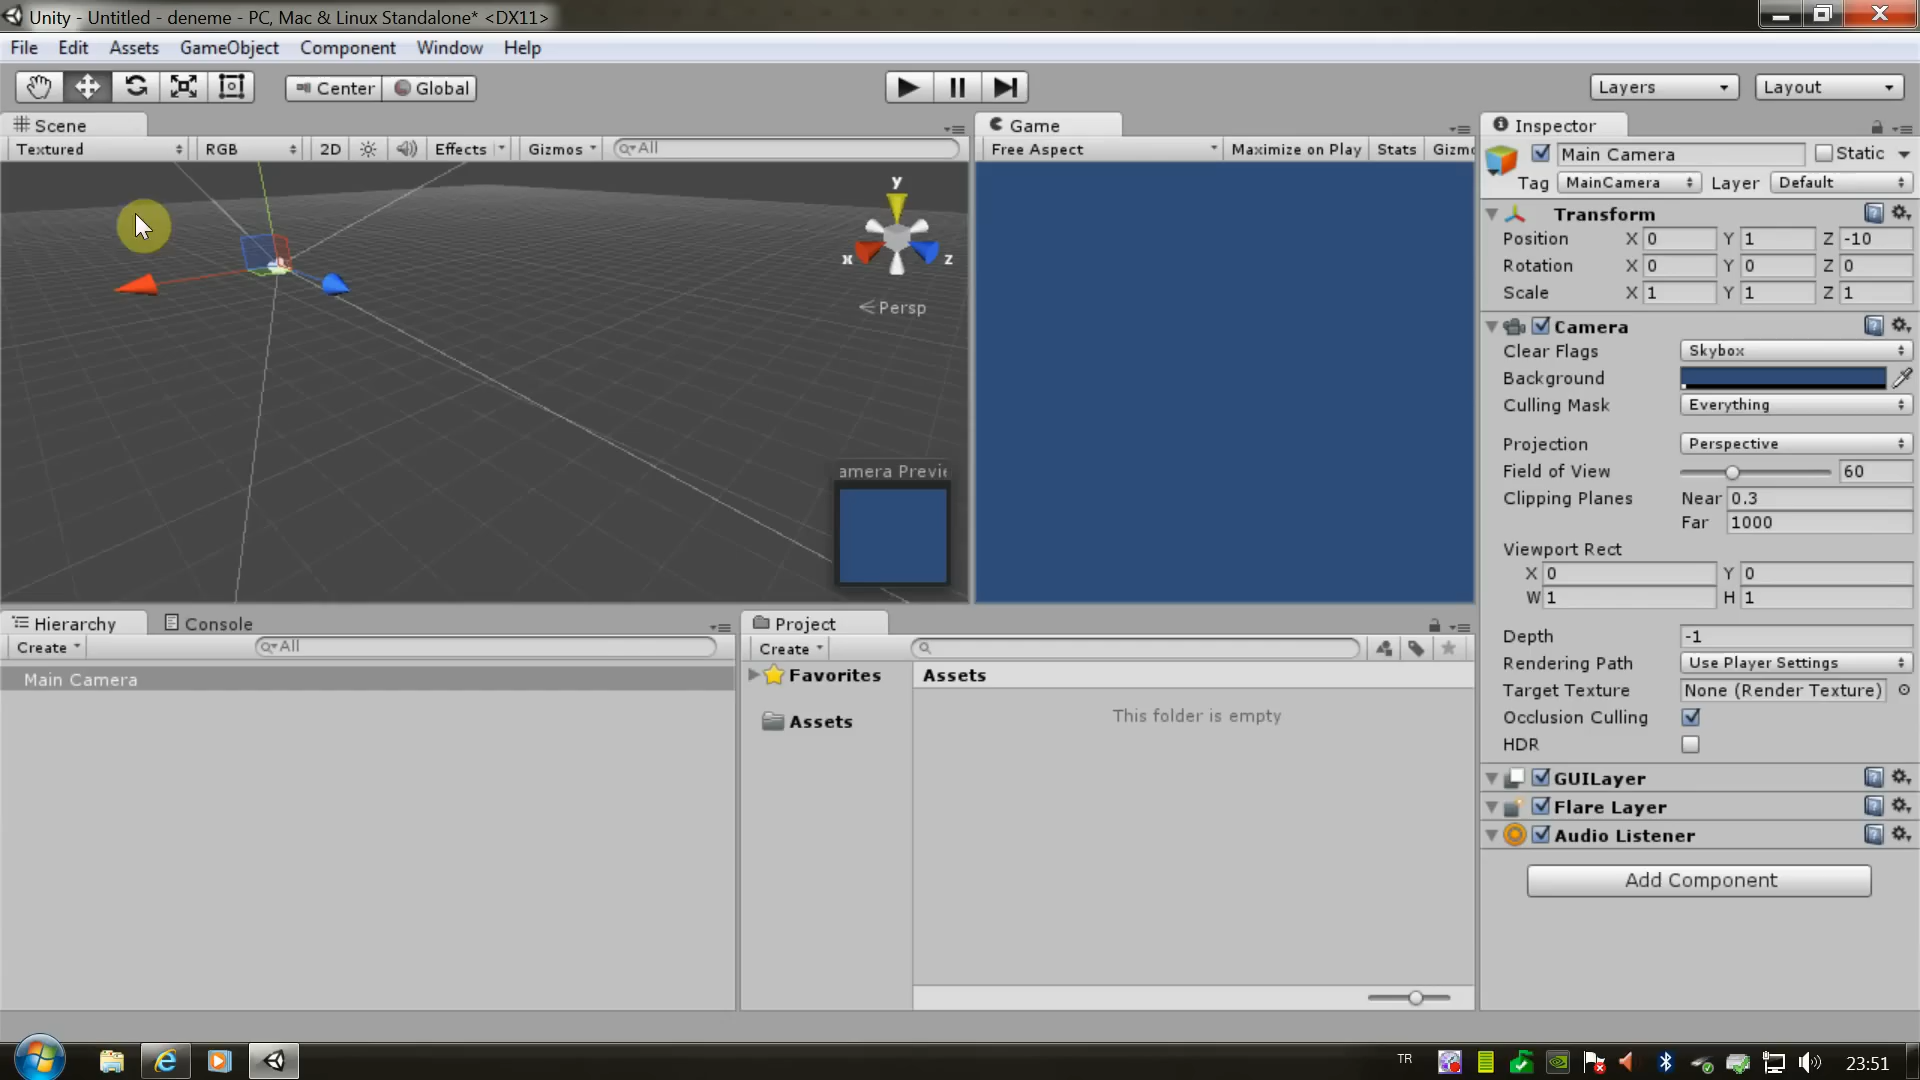 Unity - Untitled - deneme - PC, Mac & Linux Standalone* <DX11>
File Edit Assets GameObject Component Window Help
Center Global Layers Layout
Scene
Textured RGB 2D Effects Gizmos All
y
x z
Persp
amera Previe
Game
Free Aspect Maximize on Play Stats Gizmo
Inspector
Main Camera Static
Tag MainCamera Layer Default
Transform
Position X 0 Y 1 Z -10
Rotation X 0 Y 0 Z 0
Scale X 1 Y 1 Z 1
Camera
Clear Flags Skybox
Background
Culling Mask Everything
Projection Perspective
Field of View 60
Clipping Planes Near 0.3
Far 1000
Viewport Rect
X 0 Y 0
W 1 H 1
Depth -1
Rendering Path Use Player Settings
Target Texture None (Render Texture)
Occlusion Culling
HDR
GUILayer
Flare Layer
Audio Listener
Add Component
Hierarchy Console
Create All
Main Camera
Project
Create
Favorites
Assets
Assets
This folder is empty
TR 23:51